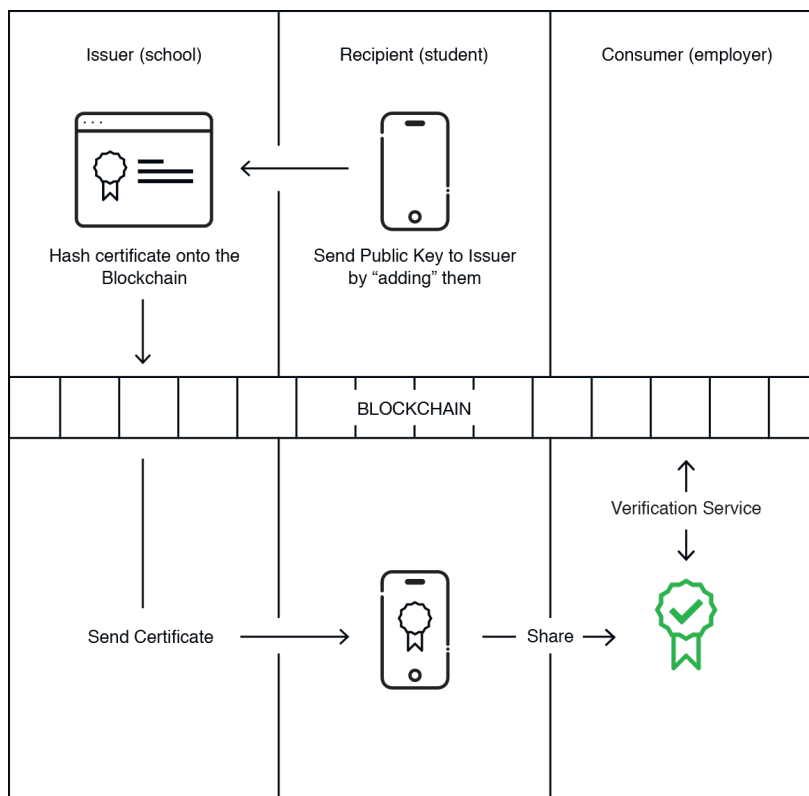 Issuer (school)
Recipient (student)
Consumer (employer)
Hash certificate onto the
Blockchain
Send Public Key to Issuer
by “adding” them
BLOCKCHAIN
Verification Service
Send Certificate
Share